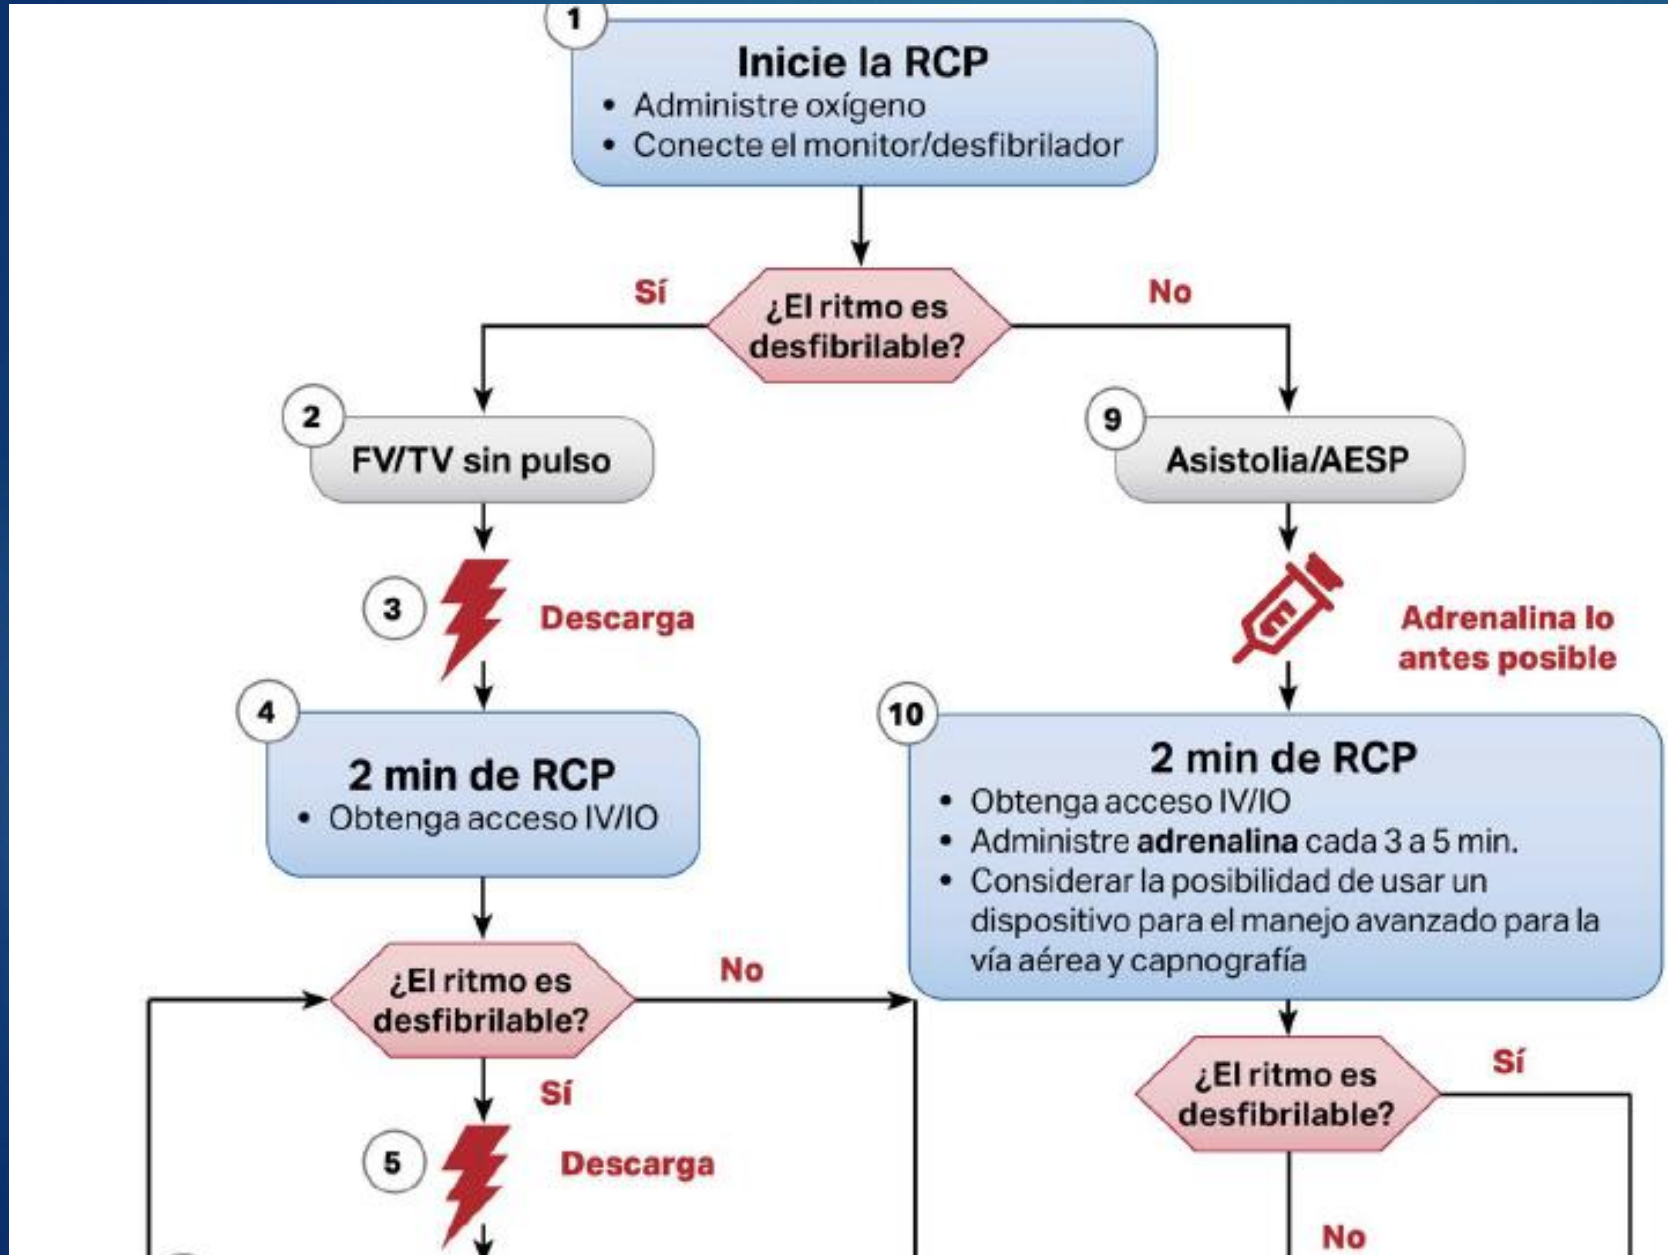 1
Inicie la RCP
• Administre oxígeno
• Conecte el monitor/desfibrilador
¿El ritmo es
desfibrilable?
Sí
No
2
FV/TV sin pulso
3
Descarga
4
2 min de RCP
• Obtenga acceso IV/IO
¿El ritmo es
desfibrilable?
No
Sí
5
Descarga
9
Asistolia/AESP
Adrenalina lo
antes posible
10
2 min de RCP
• Obtenga acceso IV/IO
• Administre adrenalina cada 3 a 5 min.
• Considerar la posibilidad de usar un
dispositivo para el manejo avanzado para la
vía aérea y capnografía
¿El ritmo es
desfibrilable?
Sí
No